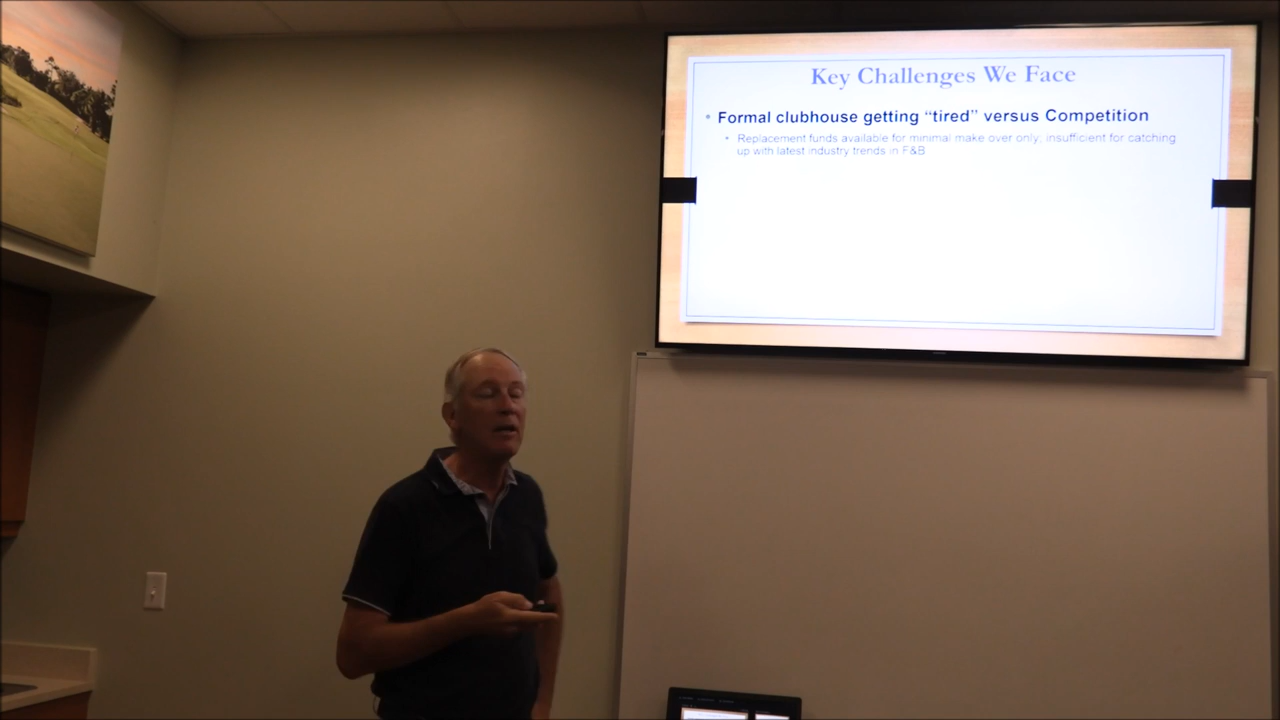 Key Challenges We Face
• Formal clubhouse getting “tired” versus Competition
• Replacement funds available for minimal make over only; insufficient for catching
up with latest industry trends in F&B